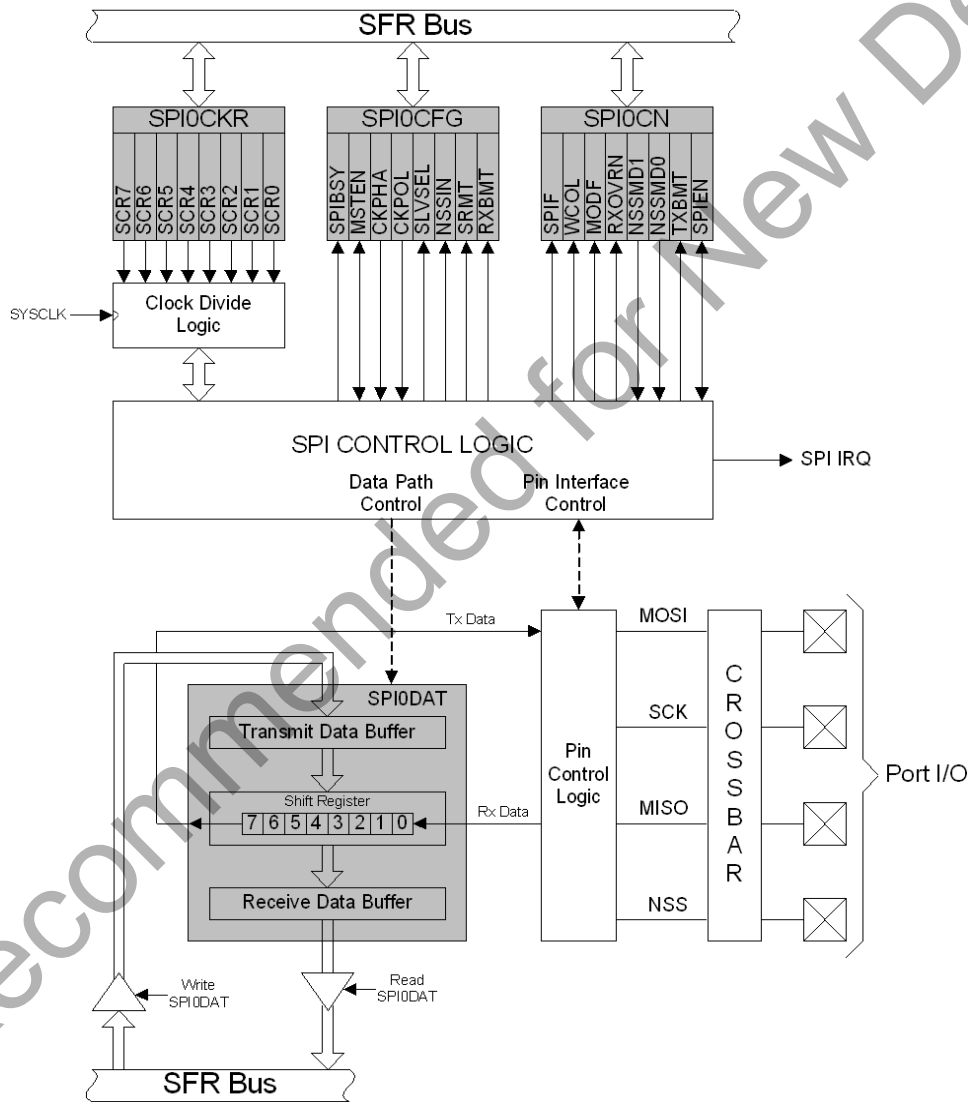 SFR Bus
SPI0CKR
SCR7
SCR6
SCR5
SCR4
SCR3
SCR2
SCR1
SCR0
SPI0CFG
SPIBSY
MSTEN
CKPHA
CKPOL
SLVSEL
NSSIN
SRMT
RXBMT
SPI0CN
SPIF
WCOL
MODF
RXOVRN
NSSMD1
NSSMD0
TXBMT
SPIEN
SYSCLK
Clock Divide
Logic
SPI CONTROL LOGIC
Data Path
Control
Pin Interface
Control
SPI IRQ
Tx Data
SPI0DAT
Transmit Data Buffer
Shift Register
7 6 5 4 3 2 1 0
Rx Data
Receive Data Buffer
Pin
Control
Logic
MOSI
SCK
MISO
NSS
CROSSBAR
Port I/O
Write
SPI0DAT
Read
SPI0DAT
SFR Bus
ecommended for New De